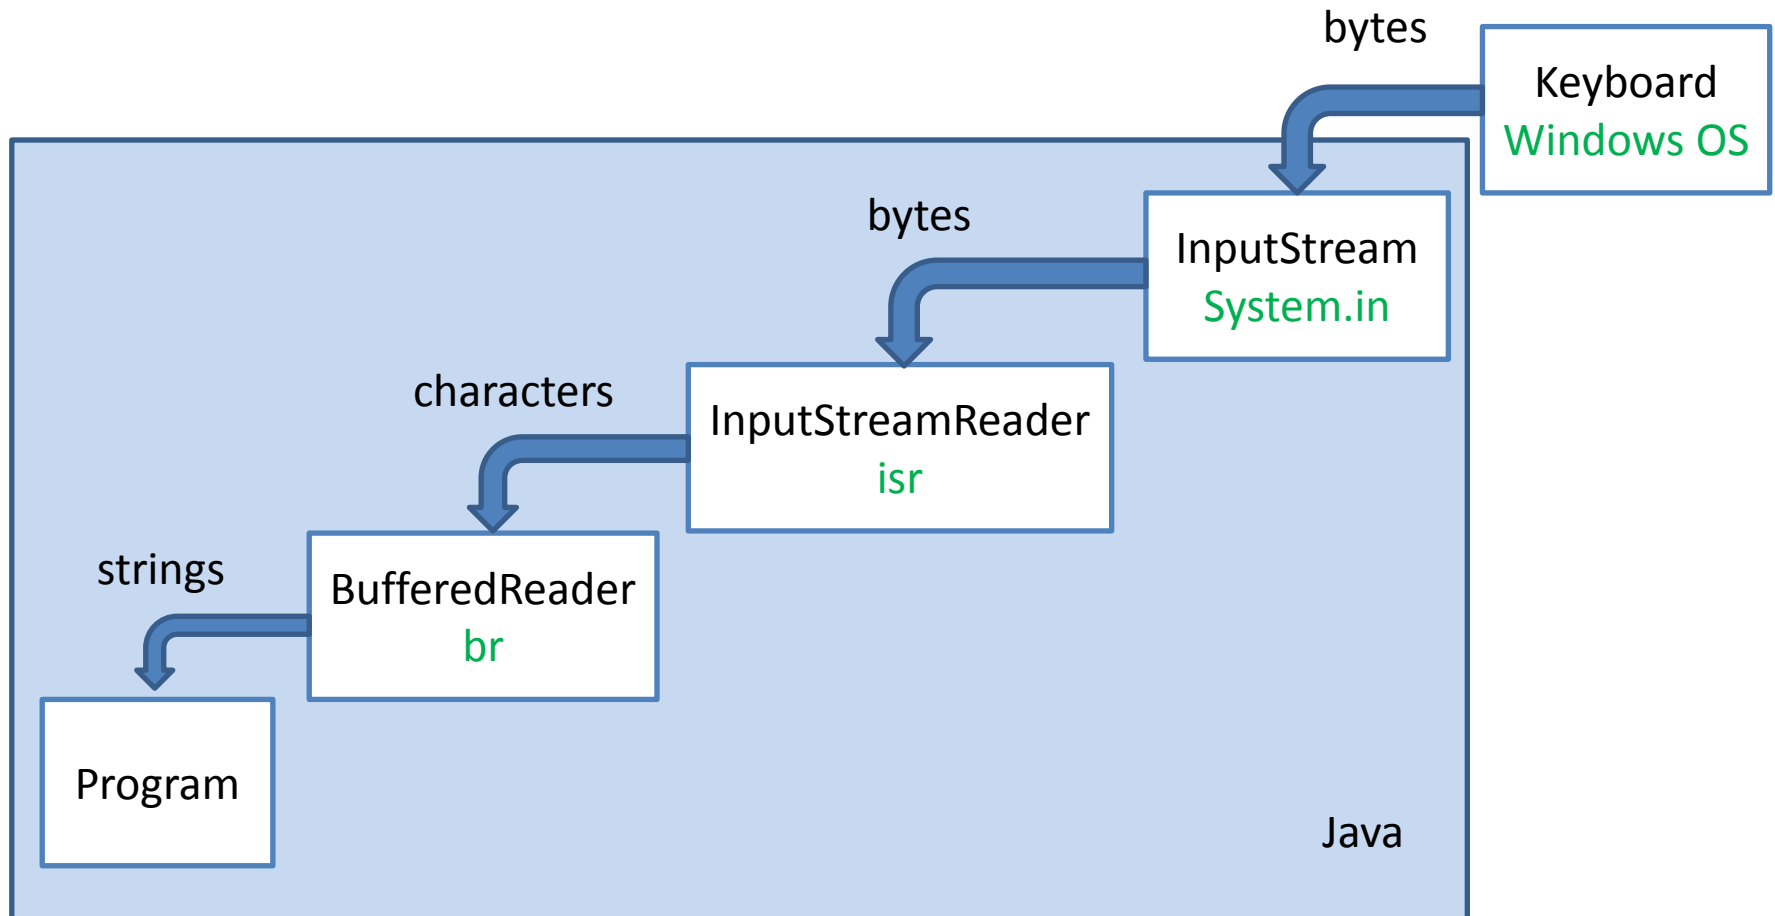 bytes
Keyboard
Windows OS
bytes
InputStream
System.in
characters
InputStreamReader
isr
strings
BufferedReader
br
Program
Java